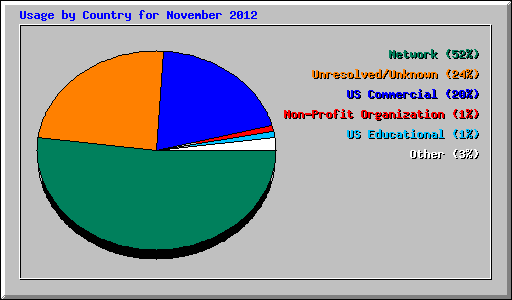 Usage by Country for November 2012
Network (52%)
Unresolved/Unknown (24%)
US Commercial (20%)
Non-Profit Organization (1%)
US Educational (1%)
Other (3%)